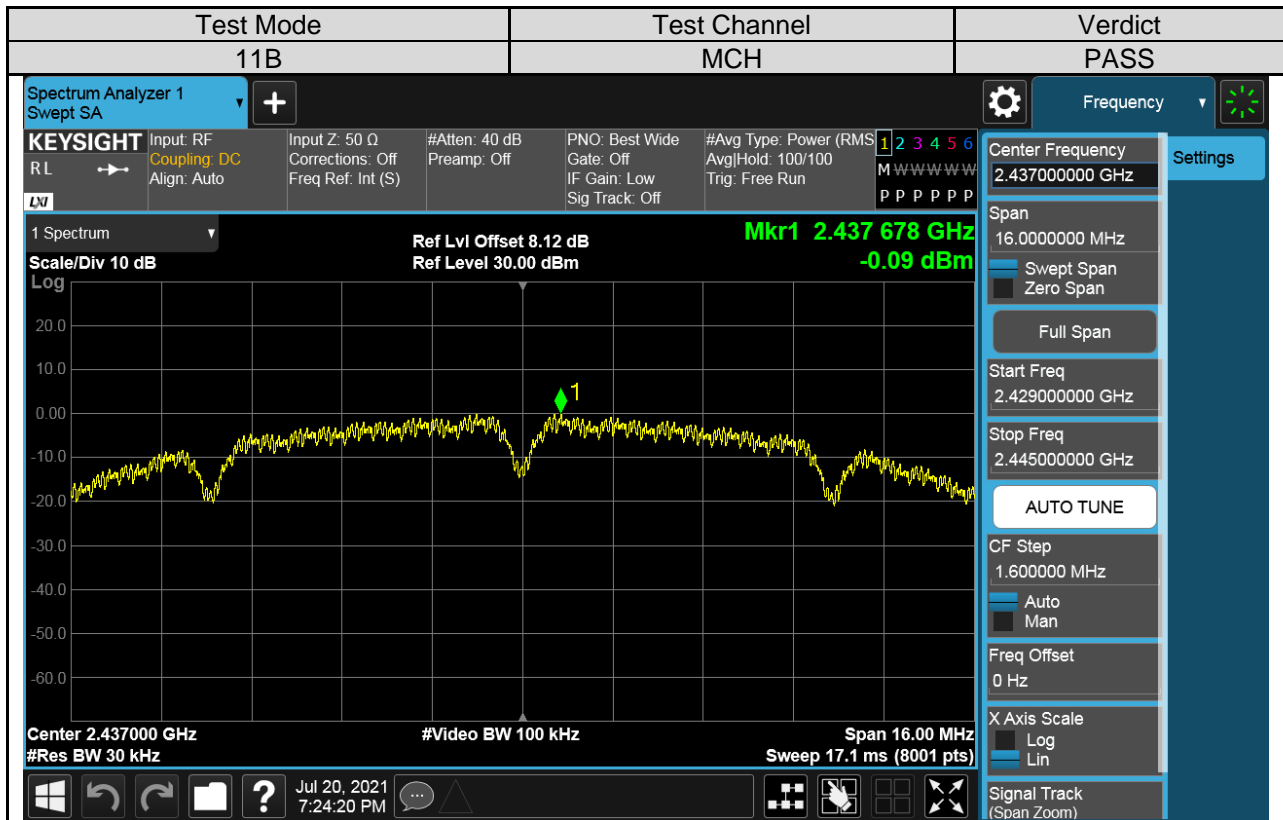 Test Mode Test Channel Verdict
11B MCH PASS
Spectrum Analyzer 1
Swept SA
+
Frequency
KEYSIGHT Input: RF Input Z: 50 Ω #Atten: 40 dB PNO: Best Wide #Avg Type: Power (RMS 1 2 3 4 5 6
RL Coupling: DC Corrections: Off Preamp: Off Gate: Off Avg|Hold: 100/100 M W W W W W
Align: Auto Freq Ref: Int (S) IF Gain: Low Trig: Free Run
LXI Sig Track: Off P P P P P P
1 Spectrum
Ref Lvl Offset 8.12 dB
Mkr1 2.437 678 GHz
Scale/Div 10 dB Ref Level 30.00 dBm -0.09 dBm
Log
20.0
10.0
1
0.00
-10.0
-20.0
-30.0
-40.0
-50.0
-60.0
Center 2.437000 GHz #Video BW 100 kHz Span 16.00 MHz
#Res BW 30 kHz Sweep 17.1 ms (8001 pts)
? Jul 20, 2021
7:24:20 PM
Center Frequency
2.437000000 GHz
Settings
Span
16.0000000 MHz
Swept Span
Zero Span
Full Span
Start Freq
2.429000000 GHz
Stop Freq
2.445000000 GHz
AUTO TUNE
CF Step
1.600000 MHz
Auto
Man
Freq Offset
0 Hz
X Axis Scale
Log
Lin
Signal Track
(Span Zoom)